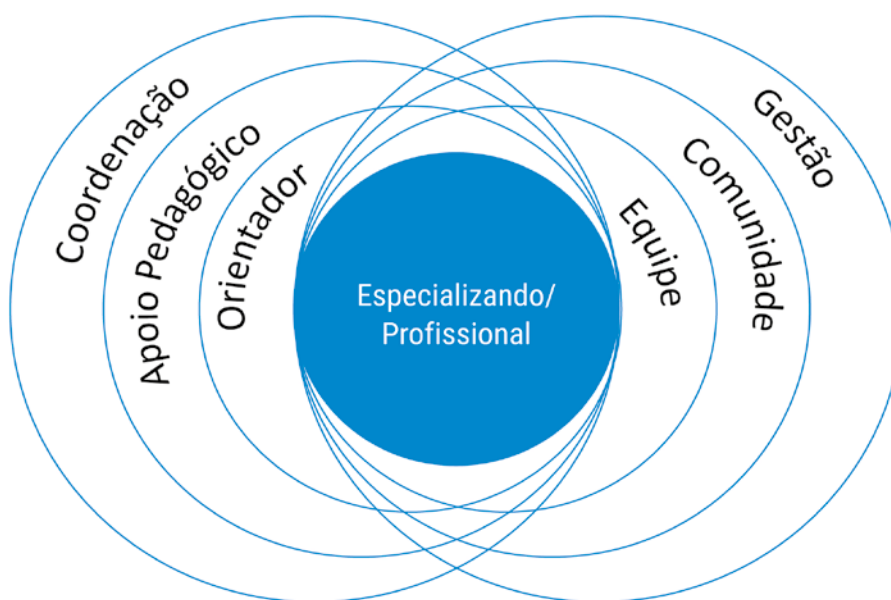 Coordenação
Apoio Pedagógico
Orientador
Especializando/
Profissional
Equipe
Comunidade
Gestão